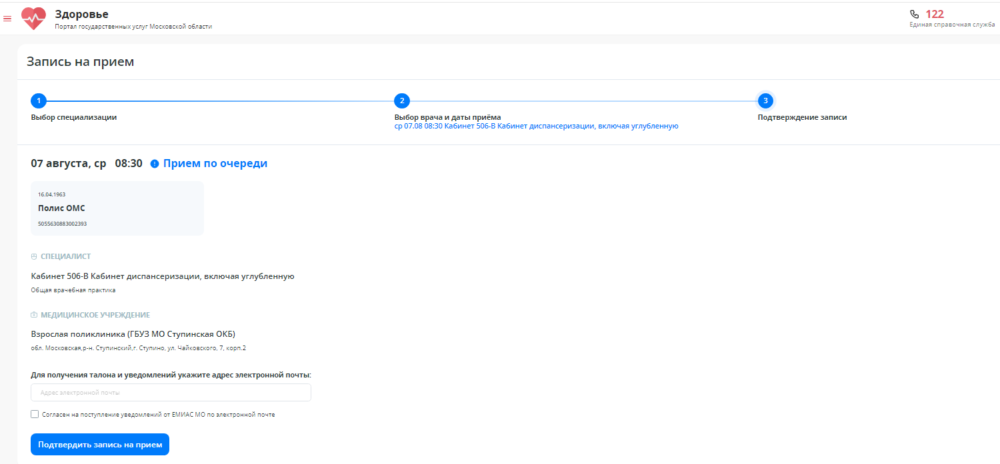 Здоровье
Портал государственных услуг Московской области
122
Единая справочная служба
Запись на прием
1
2
3
Выбор специализации
Выбор врача и даты приёма
ср 07.08 08:30 Кабинет 506-В Кабинет диспансеризации, включая углубленную
Подтверждение записи
07 августа, ср 08:30 Прием по очереди
16.04.1963
Полис ОМС
5055630883002393
СПЕЦИАЛИСТ
Кабинет 506-В Кабинет диспансеризации, включая углубленную
Общая врачебная практика
МЕДИЦИНСКОЕ УЧРЕЖДЕНИЕ
Взрослая поликлиника (ГБУЗ МО Ступинская ОКБ)
обл. Московская,р-н. Ступинский,г. Ступино, ул. Чайковского, 7, корп.2
Для получения талона и уведомлений укажите адрес электронной почты:
Адрес электронной почты
Согласен на поступление уведомлений от ЕМИАС МО по электронной почте
Подтвердить запись на прием